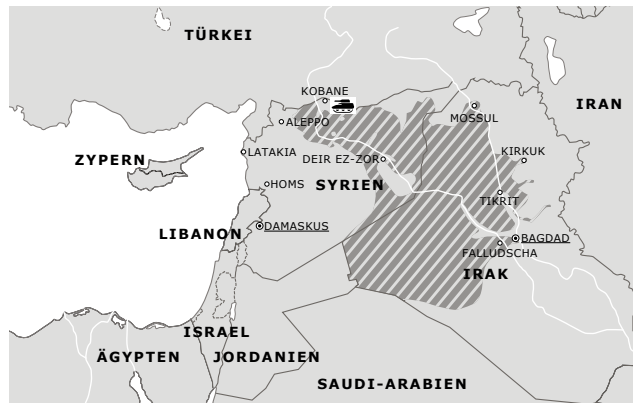 TÜRKEI
KOBANE
IRAN
ALEPPO
MOSSUL
ZYPERN
LATAKIA
DEIR EZ-ZOR
KIRKUK
HOMS
SYRIEN
TIKRIT
LIBANON
DAMASKUS
BAGDAD
FALLUDSCHA
IRAK
ISRAEL
ÄGYPTEN
JORDANIEN
SAUDI-ARABIEN